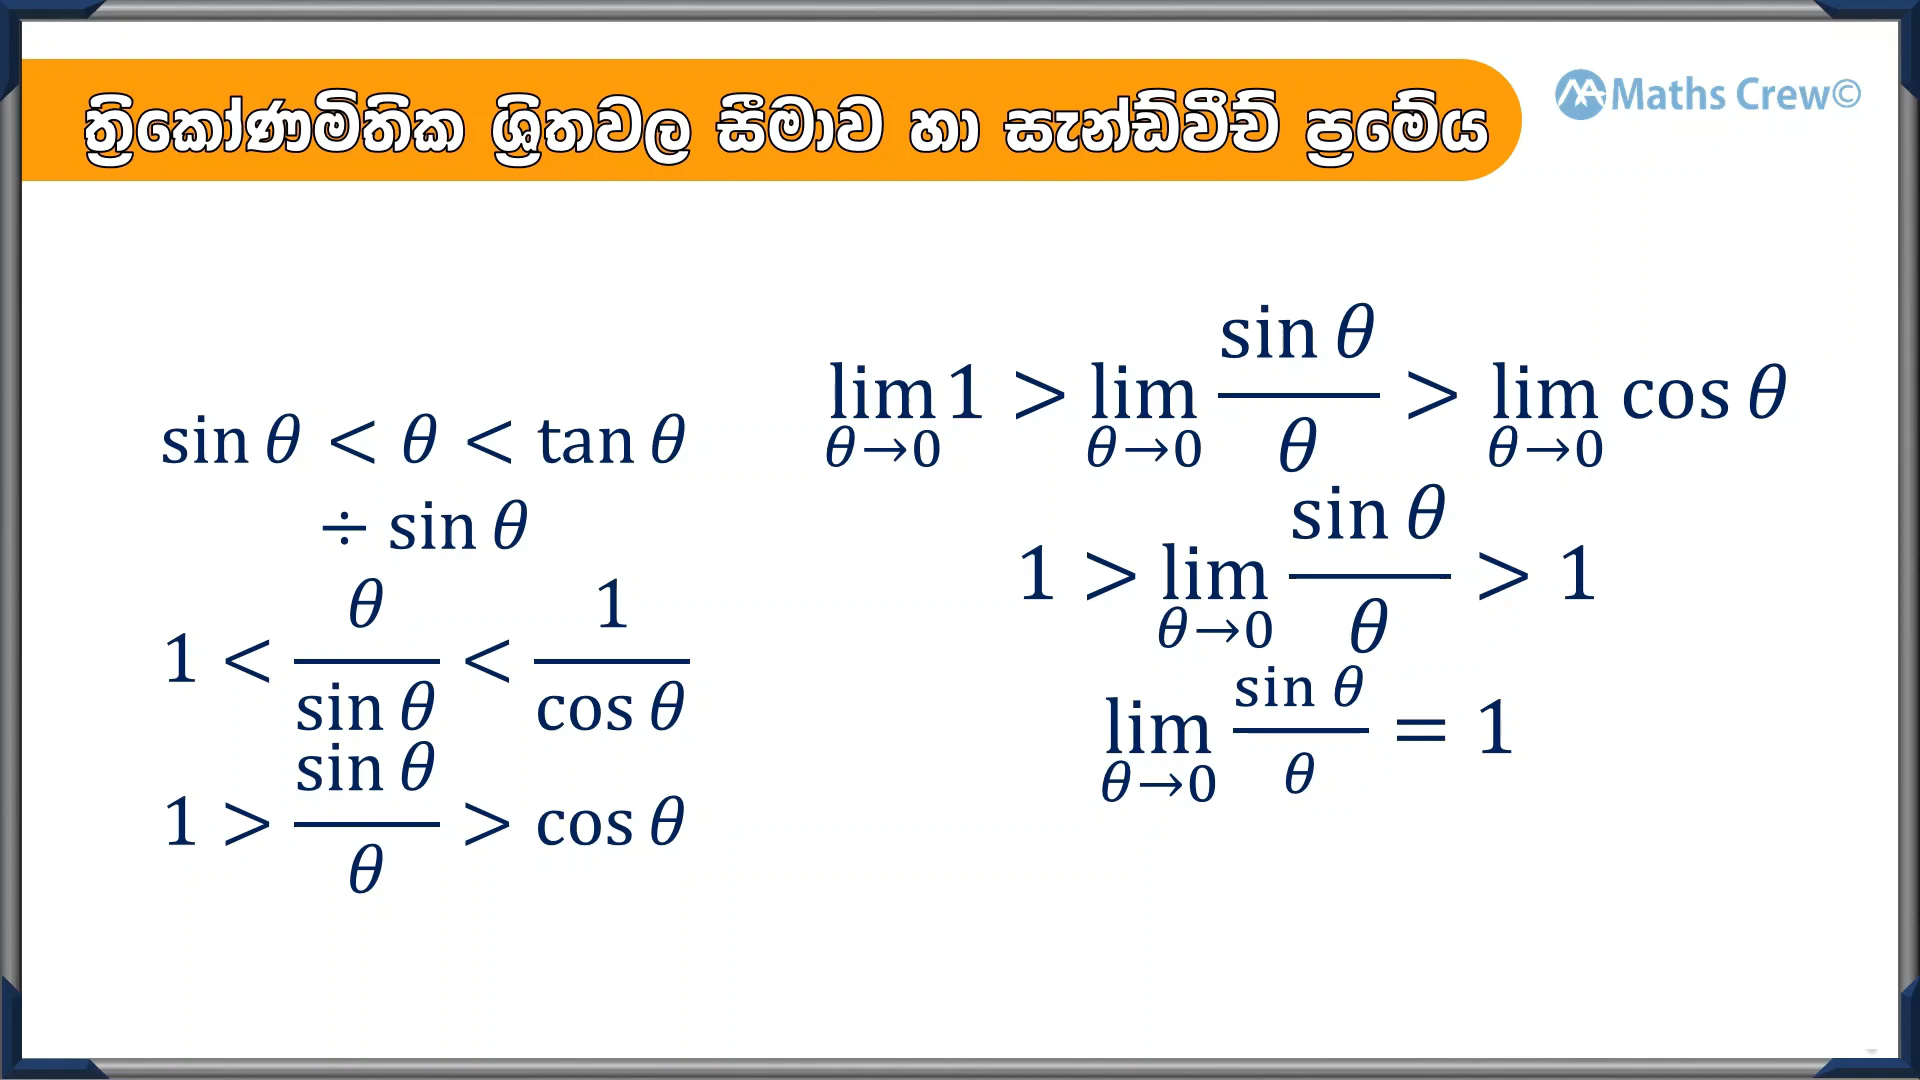 ත්‍රිකෝණමිතික ශ්‍රිතවල සීමාව හා සැන්ඩ්විච් ප්‍රමේය
Maths Crew©
sin θ < θ < tan θ
÷ sin θ
1 < θ/sin θ < 1/cos θ
1 > sin θ/θ > cos θ
lim θ→0 1 > lim θ→0 sin θ/θ > lim θ→0 cos θ
1 > lim θ→0 sin θ/θ > 1
lim θ→0 sin θ/θ = 1